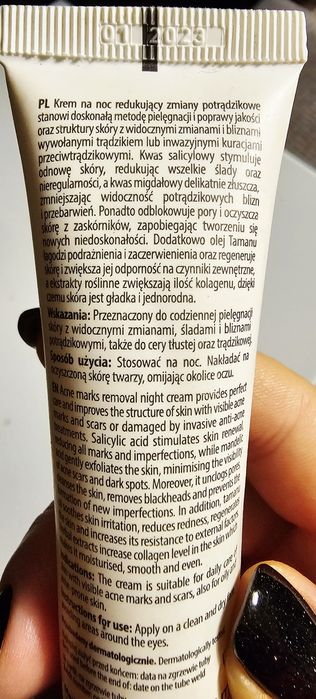 01 2023
PL Krem na noc redukujący zmiany potrądzikowe
stanowi doskonałą metodę pielęgnacji i poprawy jakości
oraz struktury skóry z widocznymi zmianami i bliznami
wywołanymi trądzikiem lub inwazyjnymi kuracjami
przeciwtrądzikowymi. Kwas salicylowy stymuluje
odnowę skóry, redukując wszelkie ślady oraz
nieregularności, a kwas migdałowy delikatnie złuszcza,
zmniejszając widoczność potrądzikowych blizn
i przebarwień. Ponadto odblokowuje pory i oczyszcza
skórę z zaskórników, zapobiegając tworzeniu się
nowych niedoskonałości. Dodatkowo olej Tamanu
łagodzi podrażnienia i zaczerwienienia oraz regeneruje
skórę i zwiększa jej odporność na czynniki zewnętrzne,
a ekstrakty roślinne zwiększają ilość kolagenu, dzięki
czemu skóra jest gładka i jednorodna.
Wskazania: Przeznaczony do codziennej pielęgnacji
skóry z widocznymi zmianami, śladami i bliznami
potrądzikowymi, także do cery tłustej oraz trądzikowej.
Sposób użycia: Stosować na noc. Nakładać na
oczyszczoną skórę twarzy, omijając okolice oczu.
EN Acne marks removal night cream provides perfect
care and improves the structure of skin with visible acne
marks and scars or damaged by invasive anti-acne
treatments. Salicylic acid stimulates skin renewal,
reducing all marks and imperfections, while mandelic
acid gently exfoliates the skin, minimising the visibility
of acne scars and dark spots. Moreover, it unclogs pores,
cleanses the skin, removes blackheads and prevents the
formation of new imperfections. In addition, Tamanu
oil soothes skin irritation, reduces redness, regenerates
skin and increases its resistance to external factors
extracts increase collagen level in the skin which
makes it moisturised, smooth and even.
The cream is suitable for daily care of
with visible acne marks and scars, also for oily and
prone skin.
Directions for use: Apply on a clean and dry
avoiding areas around the eyes.
dermatologicznie. Dermatologically tested
przed końcem: data na zgrzewie tuby
before the end of: date on the tube weld